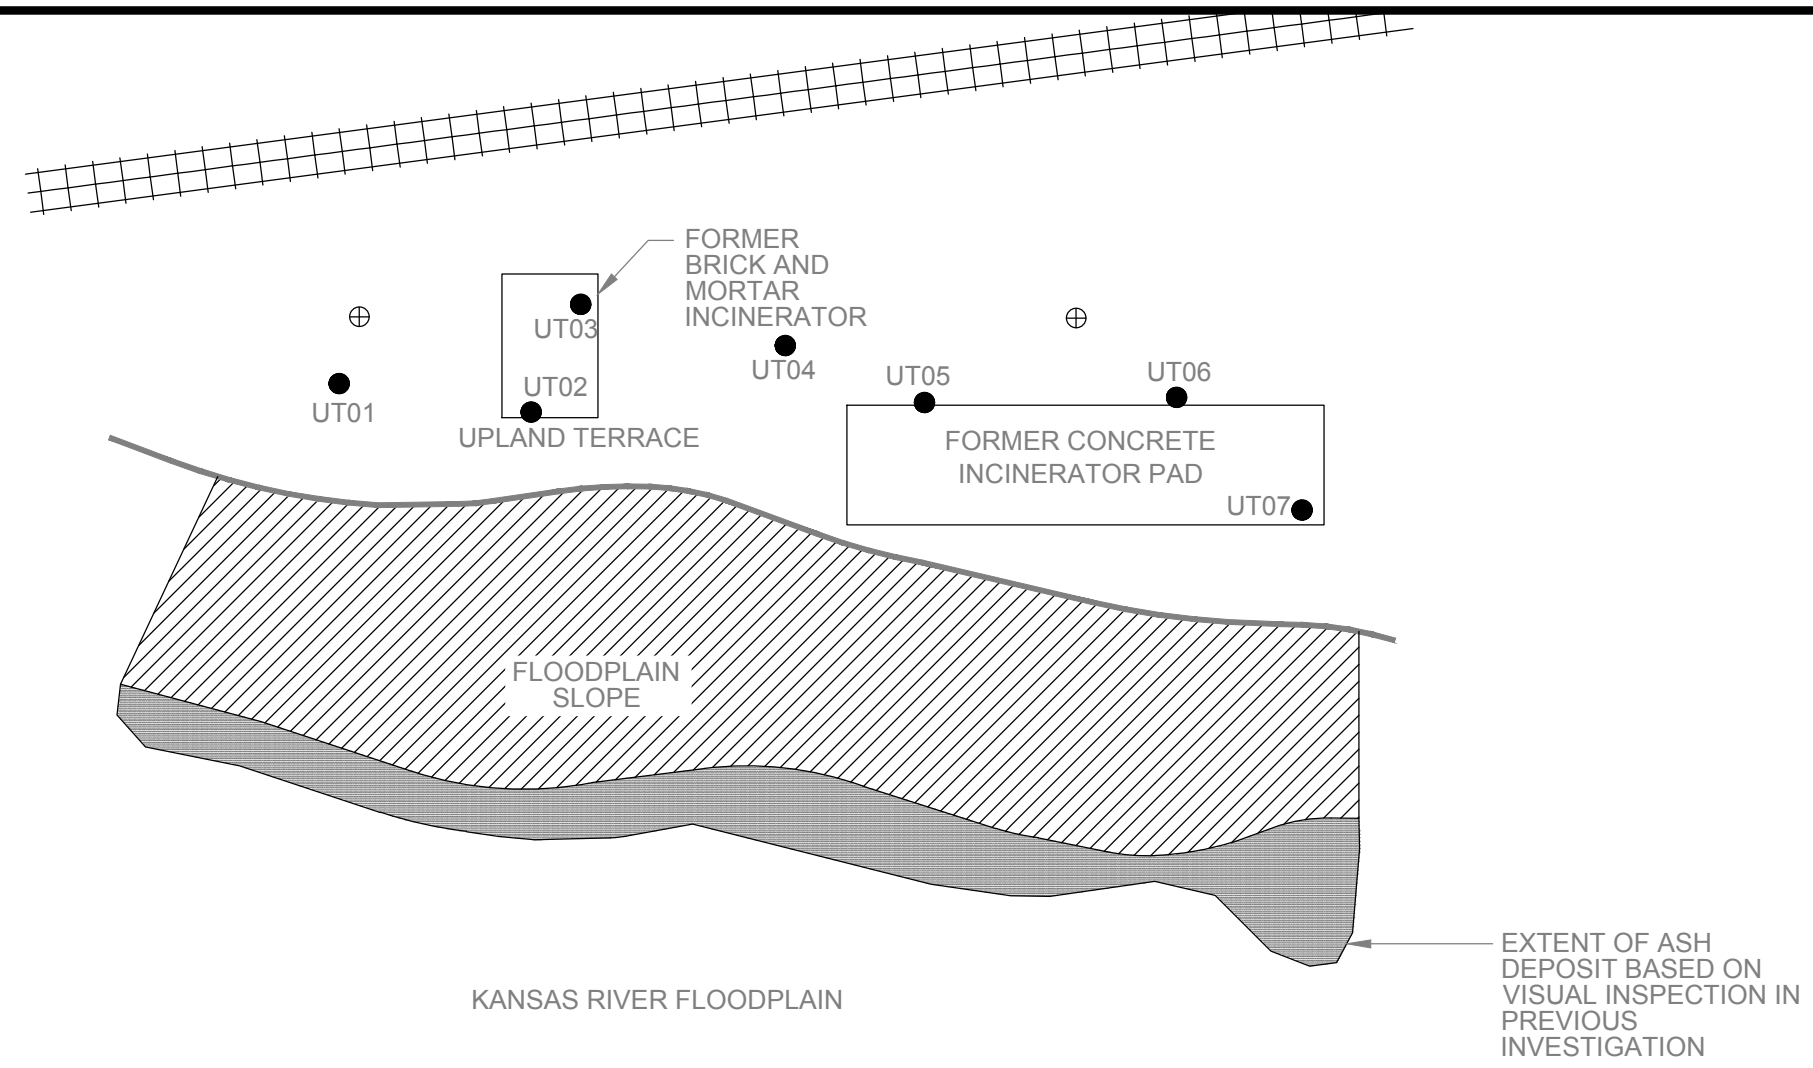 FORMER
BRICK AND
MORTAR
INCINERATOR
UT03
UT04
UT05
UT06
UT02
UT01
UPLAND TERRACE
FORMER CONCRETE
INCINERATOR PAD
UT07
FLOODPLAIN
SLOPE
EXTENT OF ASH
DEPOSIT BASED ON
VISUAL INSPECTION IN
PREVIOUS
INVESTIGATION
KANSAS RIVER FLOODPLAIN